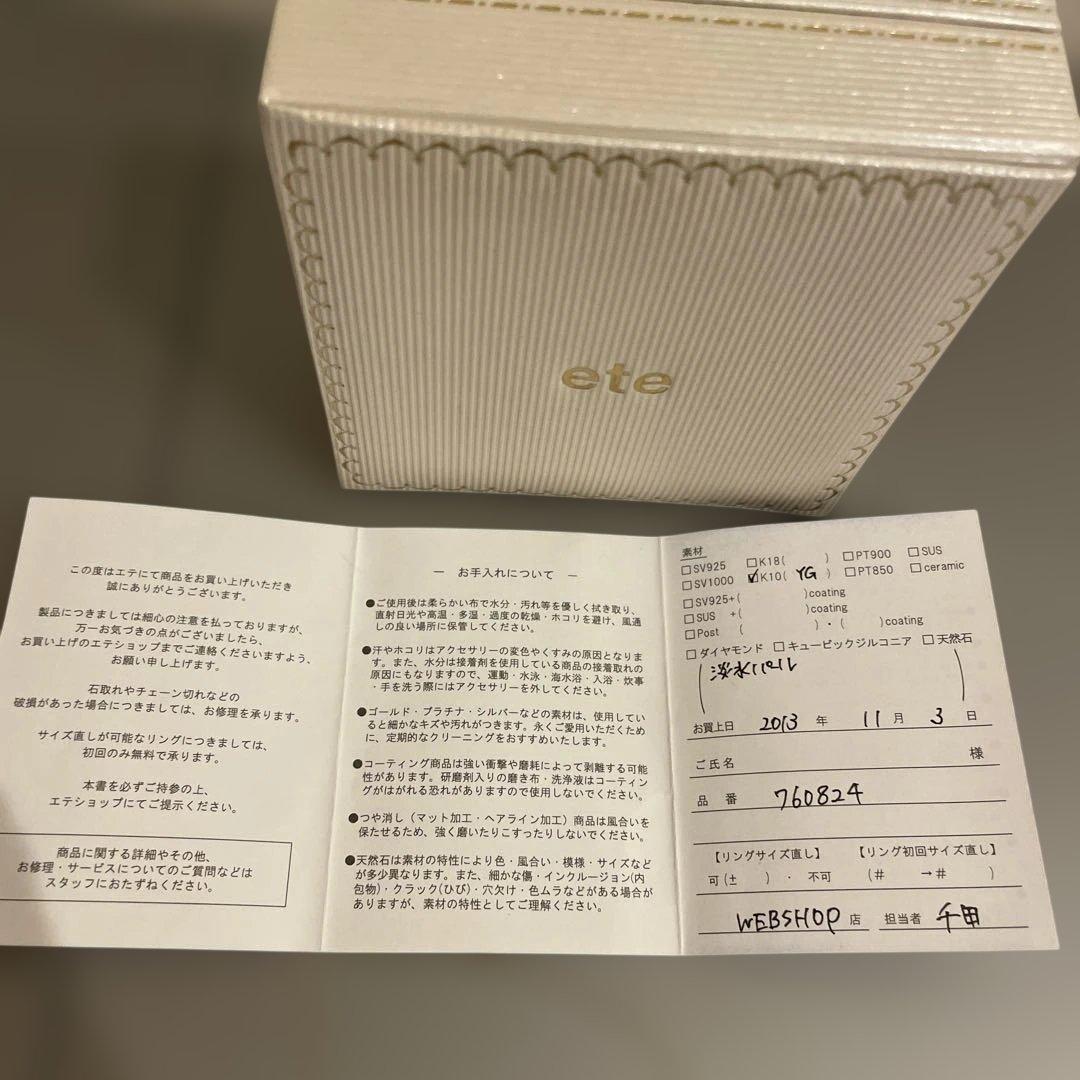 ete
この度はエテにて商品をお買い上げいただき
誠にありがとうございます。
製品につきましては細心の注意を払っておりますが、
万一お気づきの点がございましたら、
お買い上げのエテショップまでご連絡くださいますよう、
お願い申し上げます。
石取れやチェーン切れなどの
破損があった場合につきましては、お修理を承ります。
サイズ直しが可能なリングにつきましては、
初回のみ無料で承ります。
本書を必ずご持参の上、
エテショップにてご提示ください。
商品に関する詳細やその他、
お修理・サービスについてのご質問などは
スタッフにおたずねください。
― お手入れについて ―
●ご使用後は柔らかい布で水分・汚れ等を優しく拭き取り、
直射日光や高温・多湿・過度の乾燥・ホコリを避け、風通
しの良い場所に保管してください。
●汗やホコリはアクセサリーの変色やくすみの原因となりま
す。また、水分は接着剤を使用している商品の接着取れの
原因にもなりますので、運動・水泳・海水浴・入浴・炊事
・手を洗う際にはアクセサリーを外してください。
●ゴールド・プラチナ・シルバーなどの素材は、使用してい
ると細かなキズや汚れがつきます。永くご愛用いただくため
に、定期的なクリーニングをおすすめいたします。
●コーティング商品は強い衝撃や磨耗によって剥離する可能
性があります。研磨剤入りの磨き布・洗浄液はコーティン
グがはがれる恐れがありますので使用しないでください。
●つや消し（マット加工・ヘアライン加工）商品は風合いを
保たせるため、強く磨いたりこすったりしないでください。
●天然石は素材の特性により色・風合い・模様・サイズなど
が多少異なります。また、細かな傷・インクルージョン(内
包物)・クラック(ひび)・穴欠け・色ムラなどがある場合が
ありますが、素材の特性としてご理解ください。
素材
□SV925 □K18( ) □PT900 □SUS
□SV1000 ☑K10( YG ) □PT850 □ceramic
□SV925+( )coating
□SUS +( )coating
□Post ( )・( )coating
□ダイヤモンド □キュービックジルコニア □天然石
( 淡水パール )
お買上日 2013 年 11 月 3 日
ご氏名 様
品 番 760824
【リングサイズ直し】 【リング初回サイズ直し】
可(± )・ 不可 (# →# )
WEBSHOP 店 担当者 千田